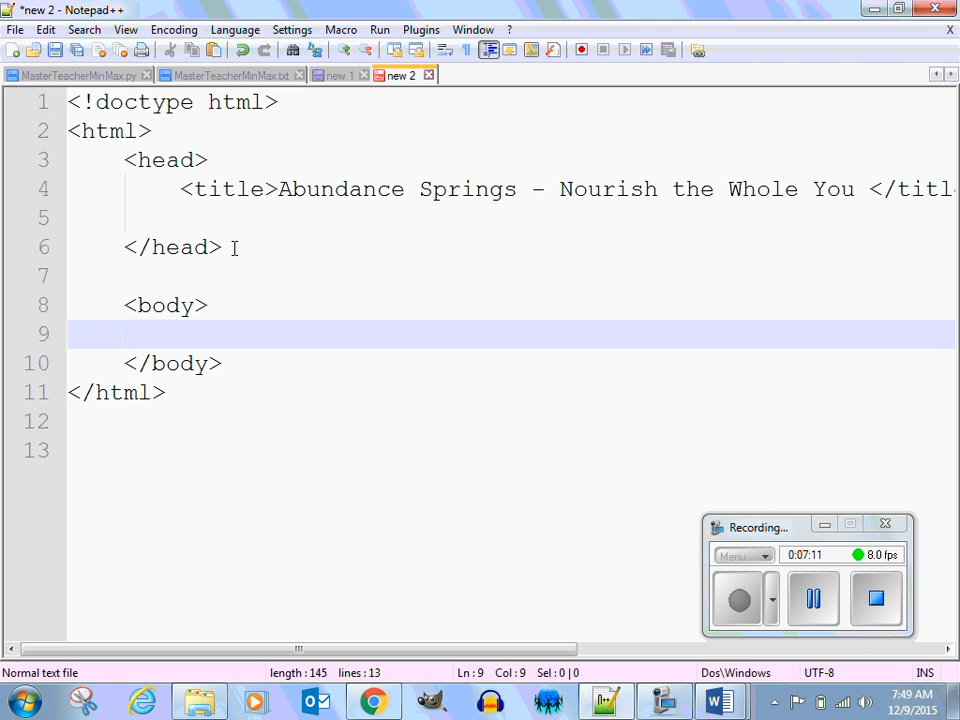 *new 2 - Notepad++
File Edit Search View Encoding Language Settings Macro Run Plugins Window ? X
MasterTeacherMinMax.py MasterTeacherMinMax.txt new 1 new 2
1 <!doctype html>
2 <html>
3 <head>
4 <title>Abundance Springs - Nourish the Whole You </titl
5
6 </head>
7
8 <body>
9
10 </body>
11 </html>
12
13
Recording...
Menu 0:07:11 8.0 fps
Normal text file length : 145 lines : 13 Ln : 9 Col : 9 Sel : 0 | 0 Dos\Windows UTF-8 INS
7:49 AM
12/9/2015